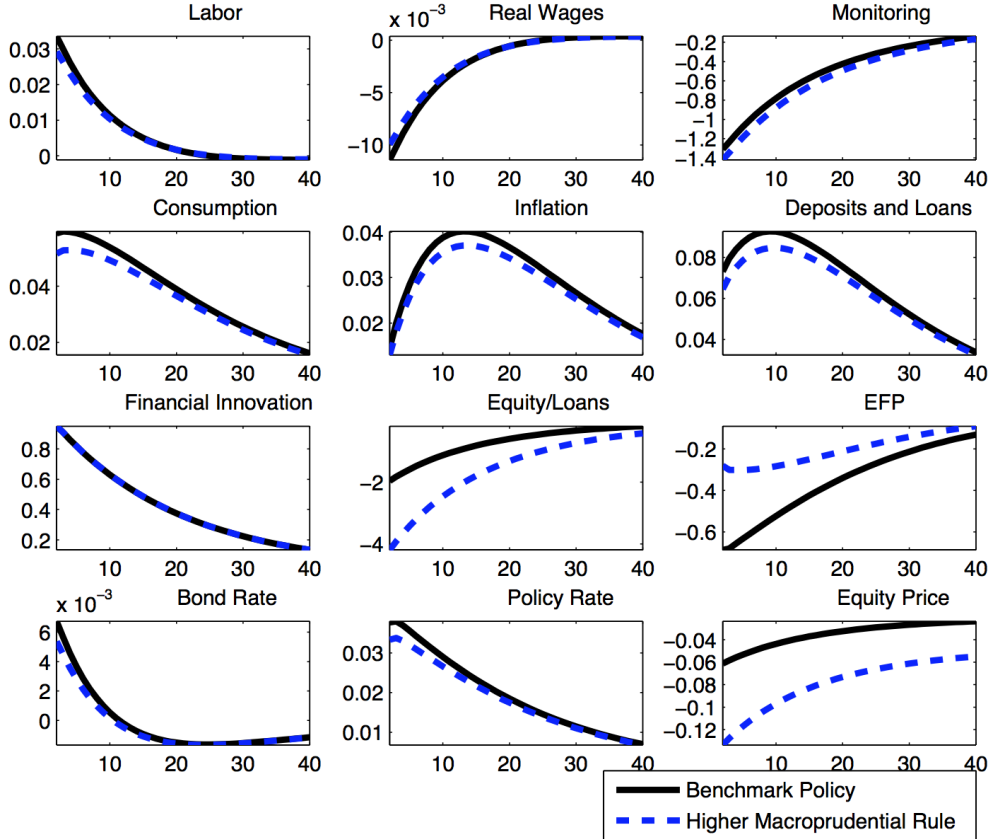 Labor
0.03
0.02
0.01
0
10 20 30 40
x 10⁻³
Real Wages
0
−5
−10
10 20 30 40
Monitoring
−0.2
−0.4
−0.6
−0.8
−1
−1.2
−1.4
10 20 30 40
Consumption
0.04
0.02
10 20 30 40
Inflation
0.04
0.03
0.02
10 20 30 40
Deposits and Loans
0.08
0.06
0.04
10 20 30 40
Financial Innovation
0.8
0.6
0.4
0.2
10 20 30 40
Equity/Loans
−2
−4
10 20 30 40
EFP
−0.2
−0.4
−0.6
10 20 30 40
x 10⁻³
Bond Rate
6
4
2
0
10 20 30 40
Policy Rate
0.03
0.02
0.01
10 20 30 40
Equity Price
−0.04
−0.06
−0.08
−0.1
−0.12
10 20 30 40
Benchmark Policy
Higher Macroprudential Rule